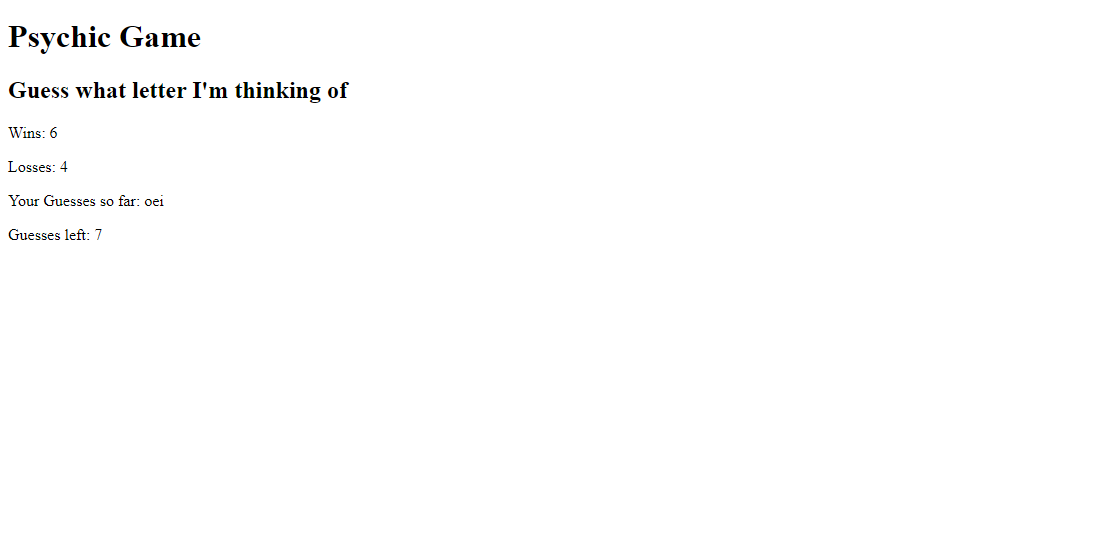 Psychic Game
Guess what letter I'm thinking of
Wins: 6
Losses: 4
Your Guesses so far: oei
Guesses left: 7